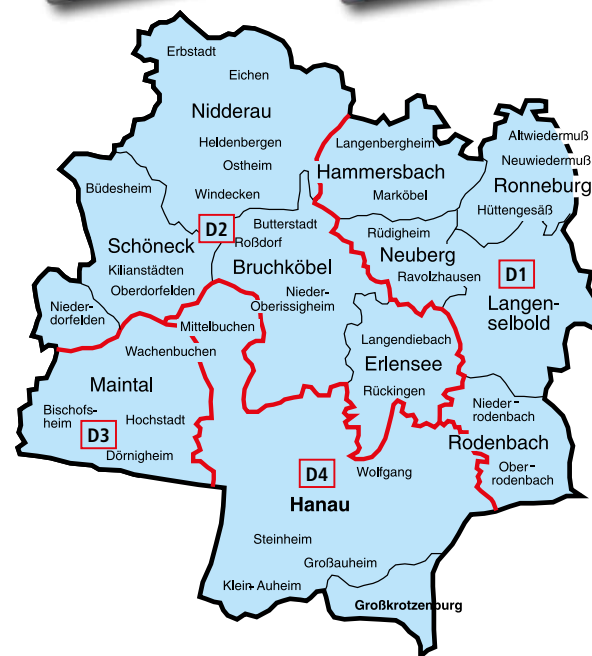 Erbstadt
Eichen
Nidderau
Heldenbergen
Ostheim
Windecken
Langenbergheim
Hammersbach
Marköbel
Altwiedermuß
Neuwiedermuß
Ronneburg
Hüttengesäß
Büdesheim
D2
Schöneck
Kilianstädten
Oberdorfelden
Butterstadt
Roßdorf
Bruchköbel
Nieder-
Oberissigheim
Rüdigheim
Neuberg
Ravolzhausen
D1
Langen-
selbold
Nieder-
dorfelden
Mittelbuchen
Wachenbuchen
Langendiebach
Erlensee
Rückingen
Maintal
Bischofs-
heim
Hochstadt
D3
Dörnigheim
Nieder-
rodenbach
Rodenbach
Ober-
rodenbach
D4
Wolfgang
Hanau
Steinheim
Großauheim
Klein-Auheim
Großkrotzenburg